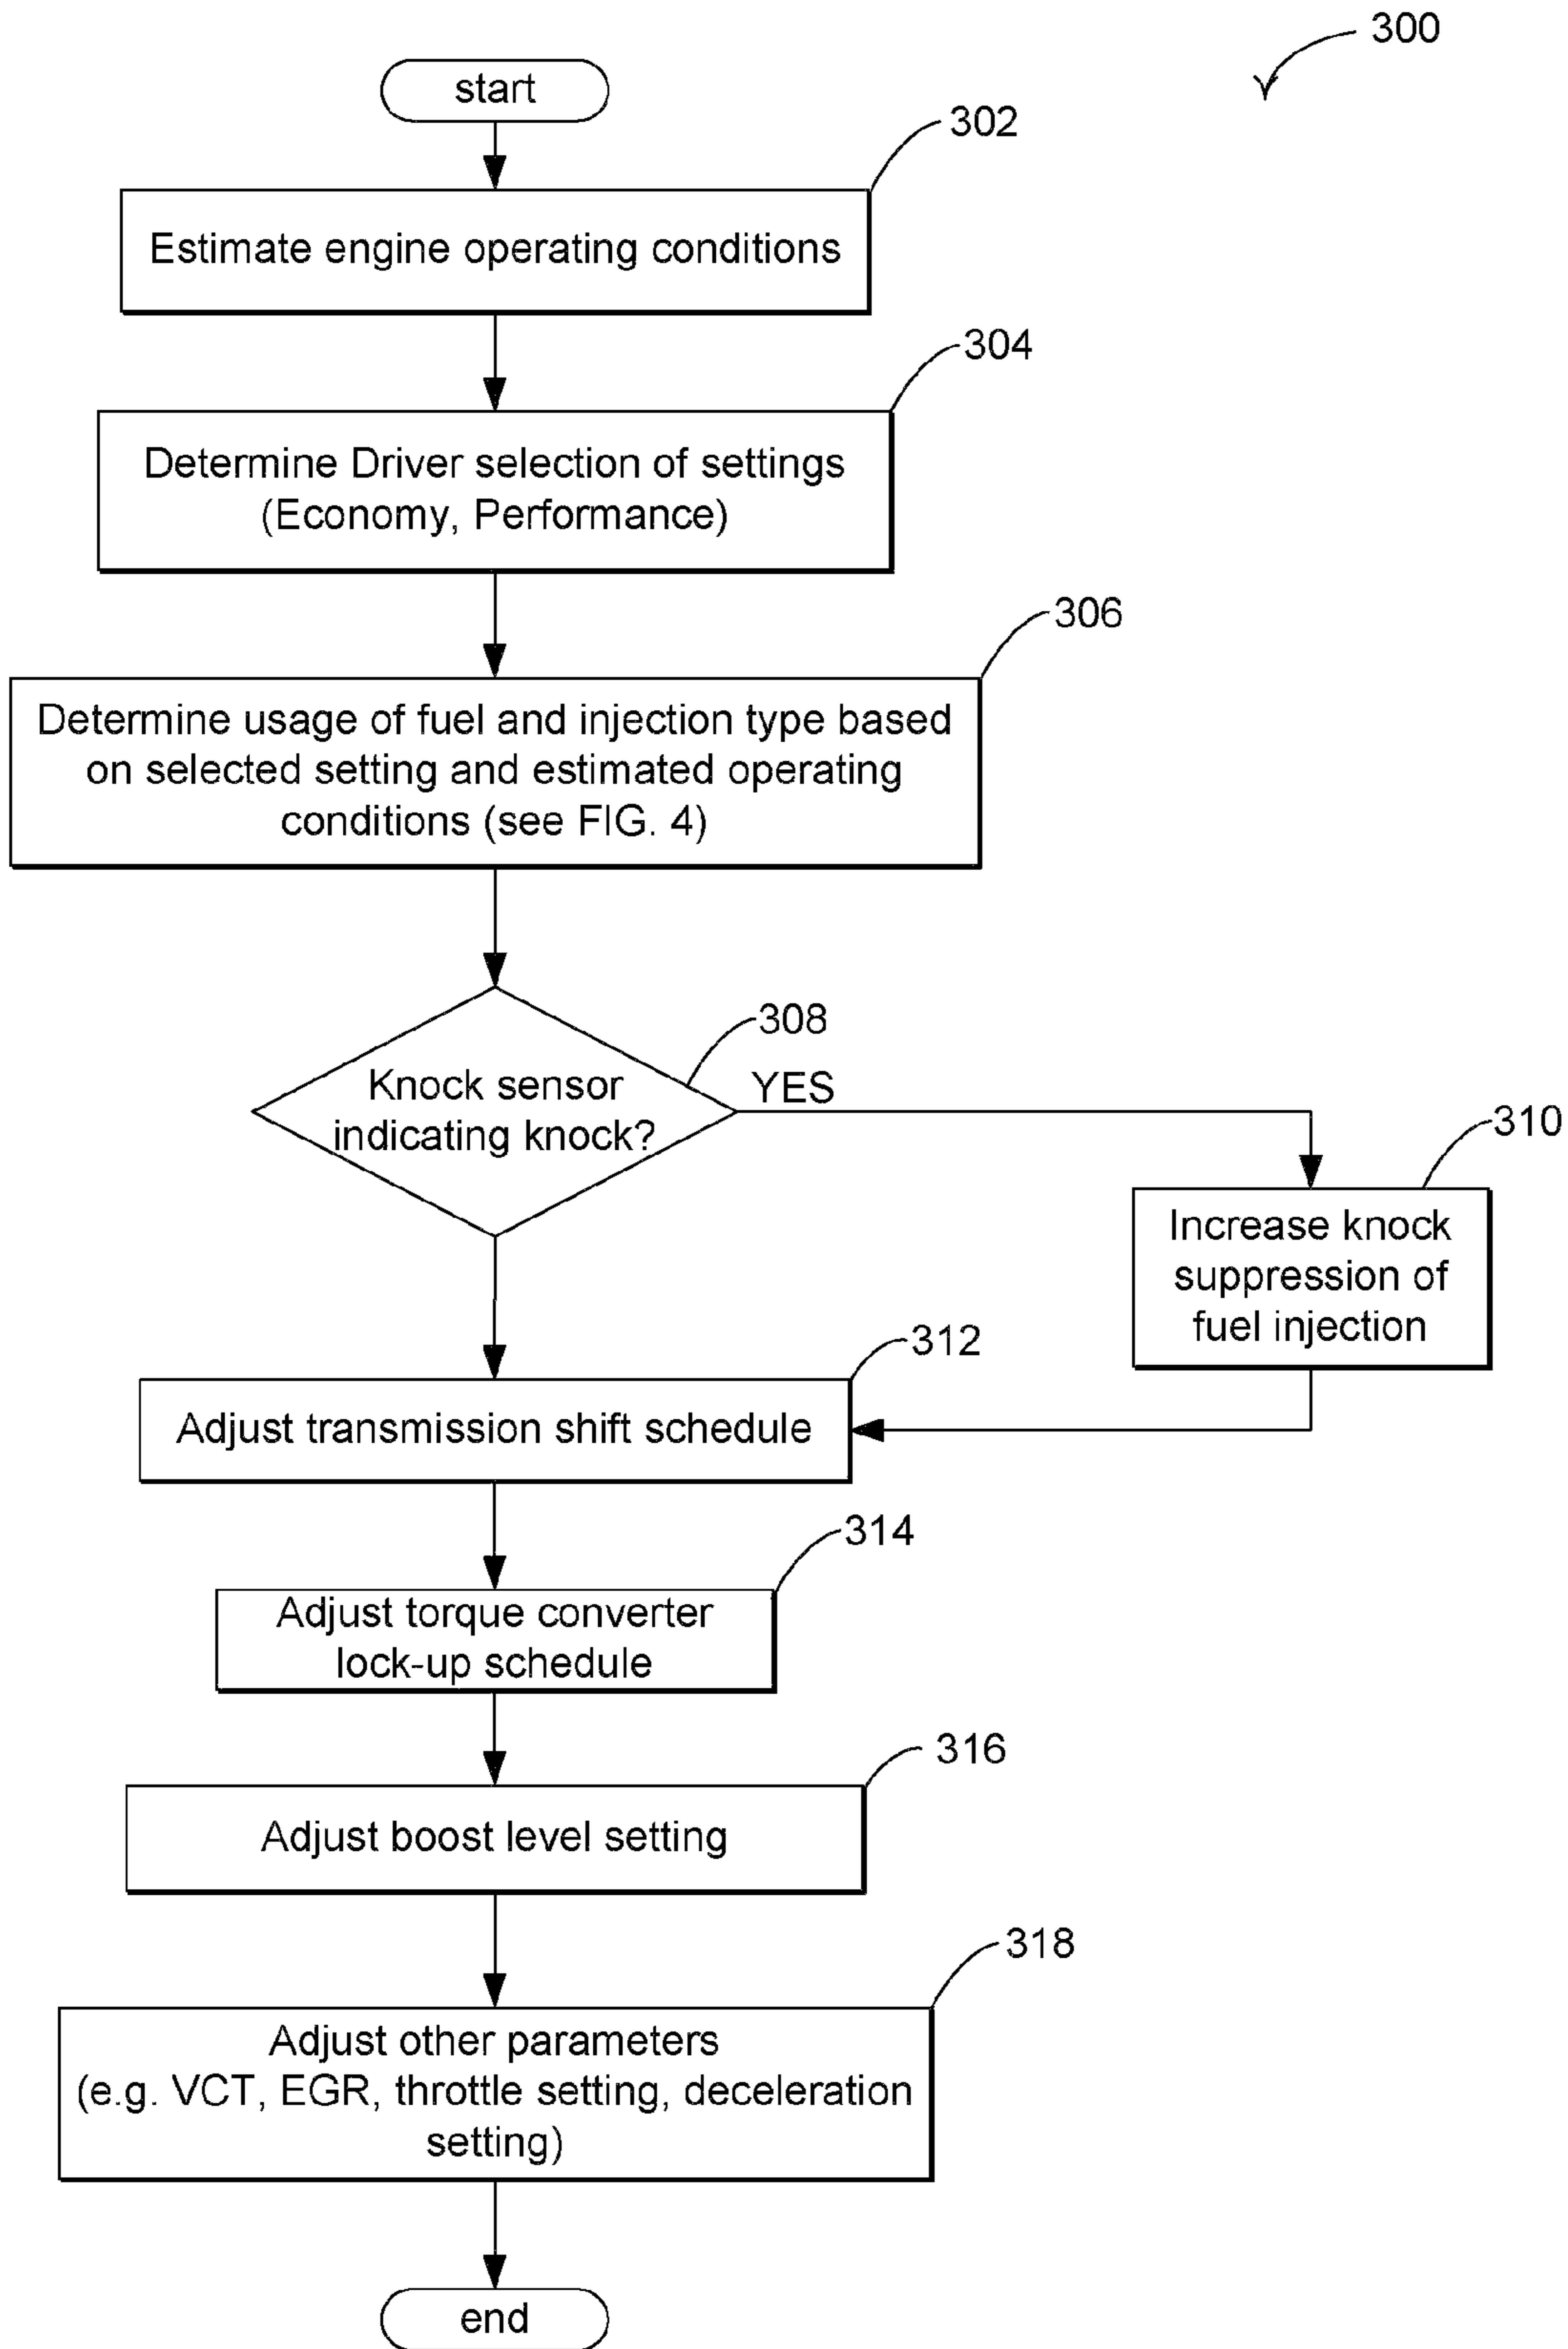 300
start
302
Estimate engine operating conditions
304
Determine Driver selection of settings
(Economy, Performance)
306
Determine usage of fuel and injection type based
on selected setting and estimated operating
conditions (see FIG. 4)
308
Knock sensor
indicating knock?
YES
310
Increase knock
suppression of
fuel injection
312
Adjust transmission shift schedule
314
Adjust torque converter
lock-up schedule
316
Adjust boost level setting
318
Adjust other parameters
(e.g. VCT, EGR, throttle setting, deceleration
setting)
end